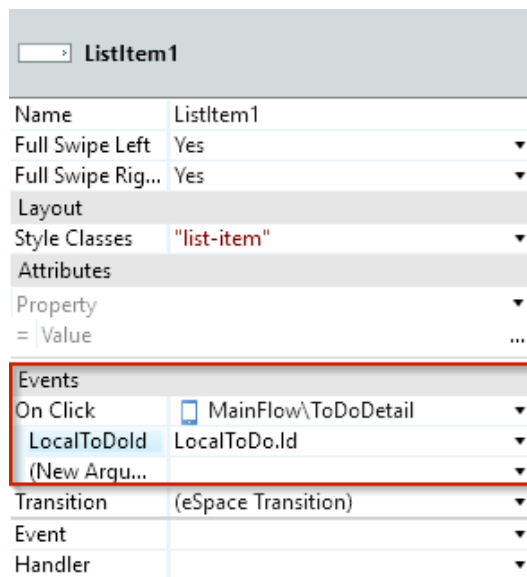 ListItem1
Name ListItem1
Full Swipe Left Yes
Full Swipe Rig... Yes
Layout
Style Classes "list-item"
Attributes
Property
= Value ...
Events
On Click MainFlow\ToDoDetail
LocalToDoId LocalToDo.Id
(New Argu...
Transition (eSpace Transition)
Event
Handler